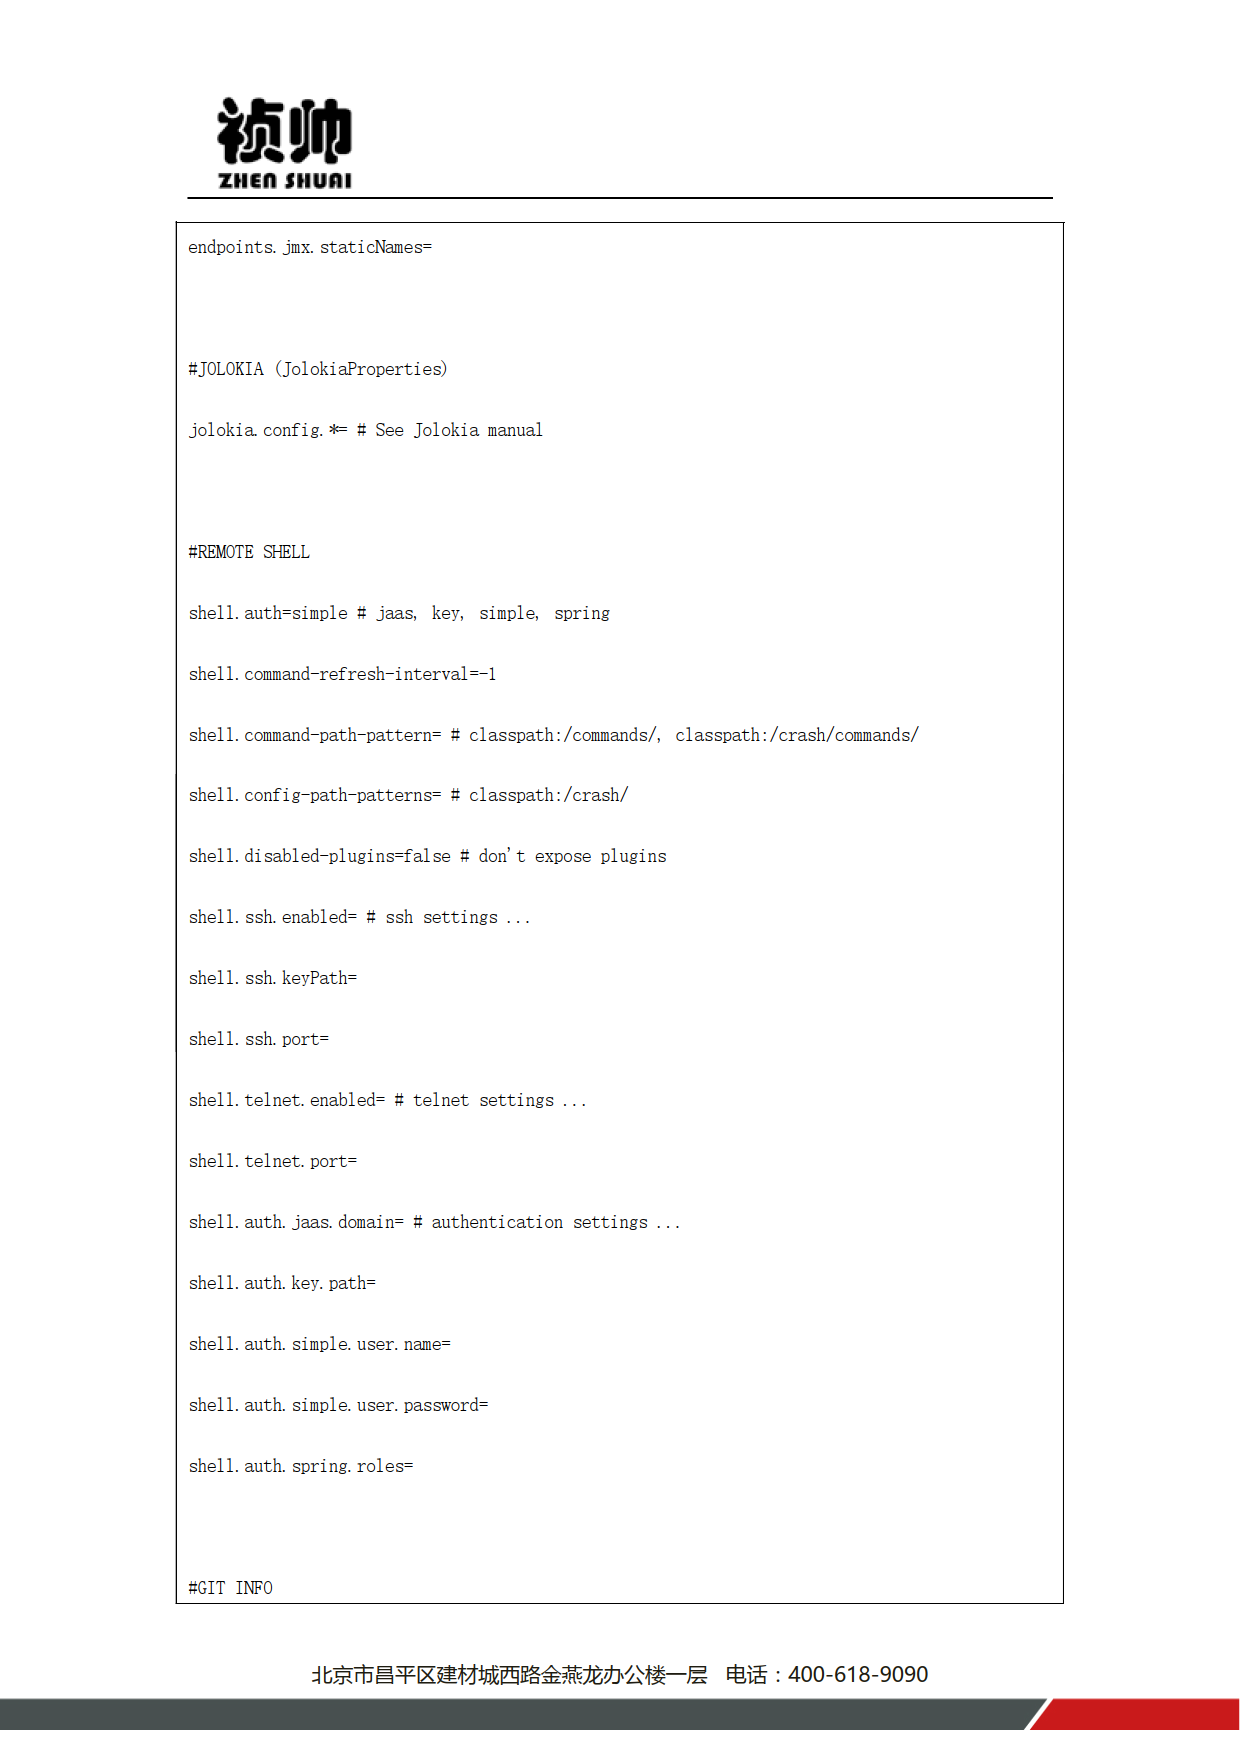 祯帅
ZHEN SHUAI
endpoints.jmx.staticNames=
#JOLOKIA (JolokiaProperties)
jolokia.config.*= # See Jolokia manual
#REMOTE SHELL
shell.auth=simple # jaas, key, simple, spring
shell.command-refresh-interval=-1
shell.command-path-pattern= # classpath:/commands/, classpath:/crash/commands/
shell.config-path-patterns= # classpath:/crash/
shell.disabled-plugins=false # don't expose plugins
shell.ssh.enabled= # ssh settings ...
shell.ssh.keyPath=
shell.ssh.port=
shell.telnet.enabled= # telnet settings ...
shell.telnet.port=
shell.auth.jaas.domain= # authentication settings ...
shell.auth.key.path=
shell.auth.simple.user.name=
shell.auth.simple.user.password=
shell.auth.spring.roles=
#GIT INFO
北京市昌平区建材城西路金燕龙办公楼一层 电话：400-618-9090